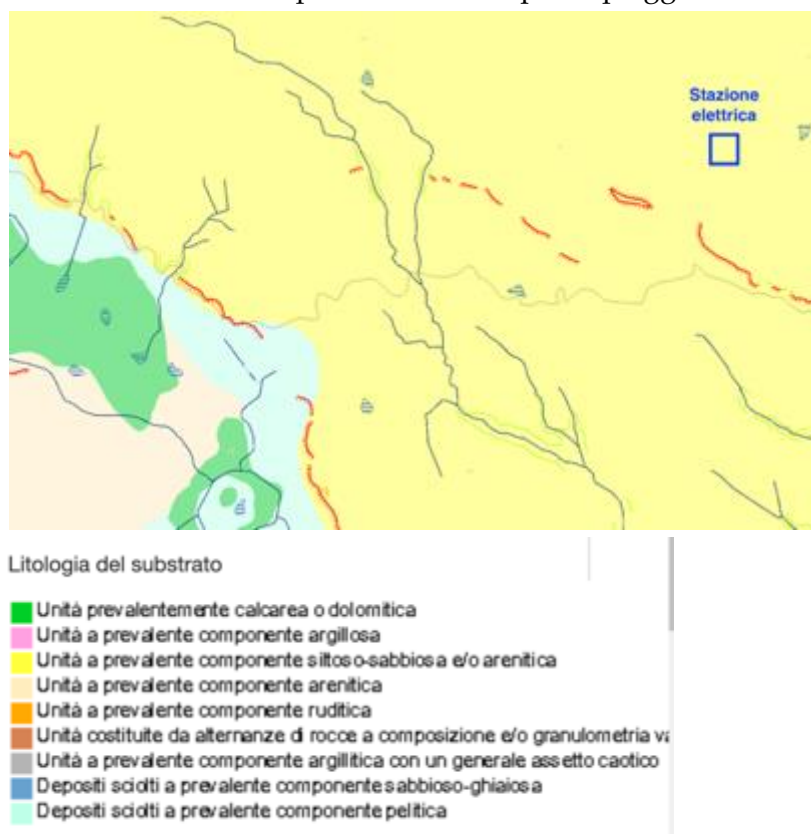 Stazione
elettrica
Litologia del substrato
Unità prevalentemente calcarea o dolomitica
Unità a prevalente componente argillosa
Unità a prevalente componente siltoso-sabbiosa e/o arenitica
Unità a prevalente componente arenitica
Unità a prevalente componente ruditica
Unità costituite da alternanze di rocce a composizione e/o granulometria va
Unità a prevalente componente argillitica con un generale assetto caotico
Depositi sciolti a prevalente componente sabbioso-ghiaiosa
Depositi sciolti a prevalente componente pelitica